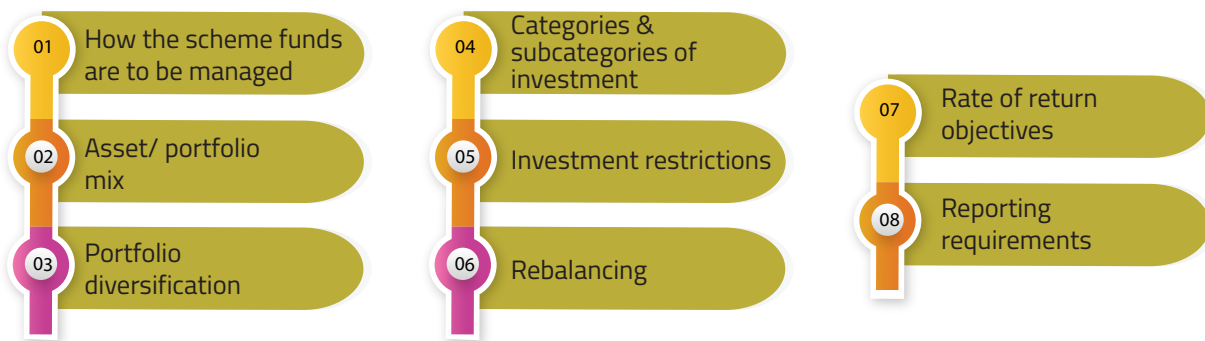 01
How the scheme funds
are to be managed
02
Asset/ portfolio
mix
03
Portfolio
diversification
04
Categories &
subcategories of
investment
05
Investment restrictions
06
Rebalancing
07
Rate of return
objectives
08
Reporting
requirements